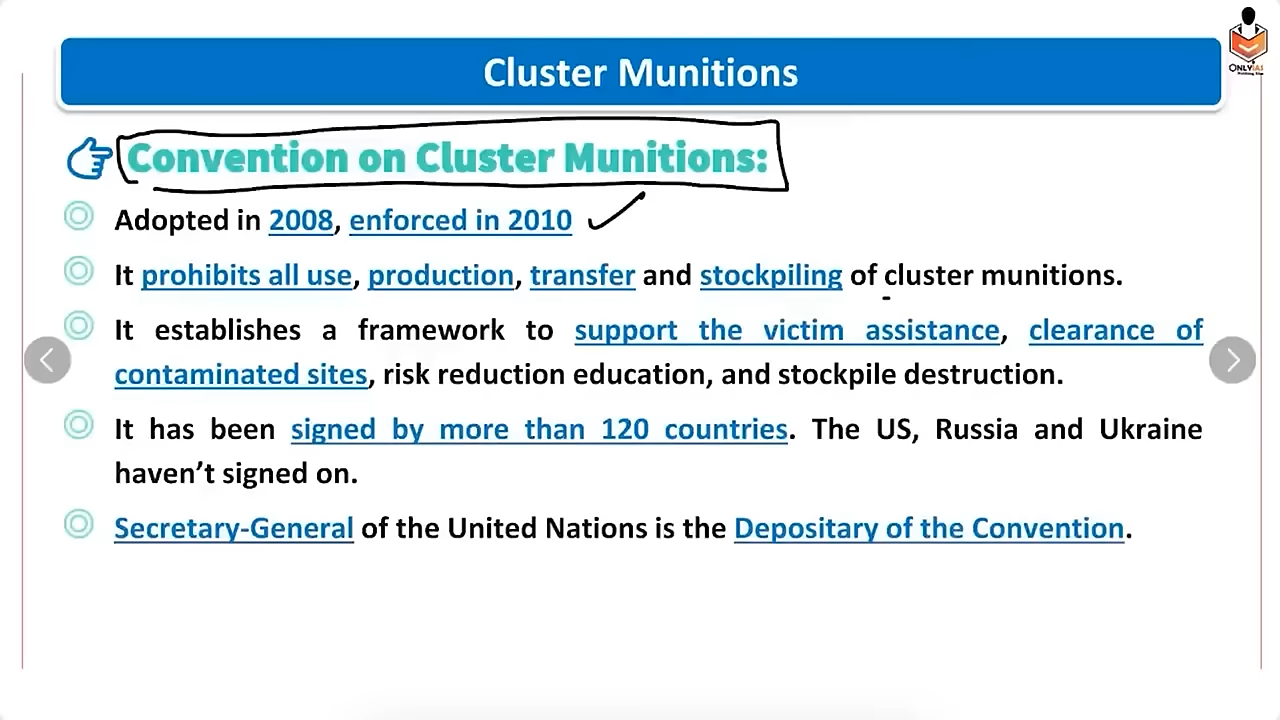 Cluster Munitions
ONLYIAS
Convention on Cluster Munitions:
Adopted in 2008, enforced in 2010
It prohibits all use, production, transfer and stockpiling of cluster munitions.
It establishes a framework to support the victim assistance, clearance of
contaminated sites, risk reduction education, and stockpile destruction.
It has been signed by more than 120 countries. The US, Russia and Ukraine
haven’t signed on.
Secretary-General of the United Nations is the Depositary of the Convention.